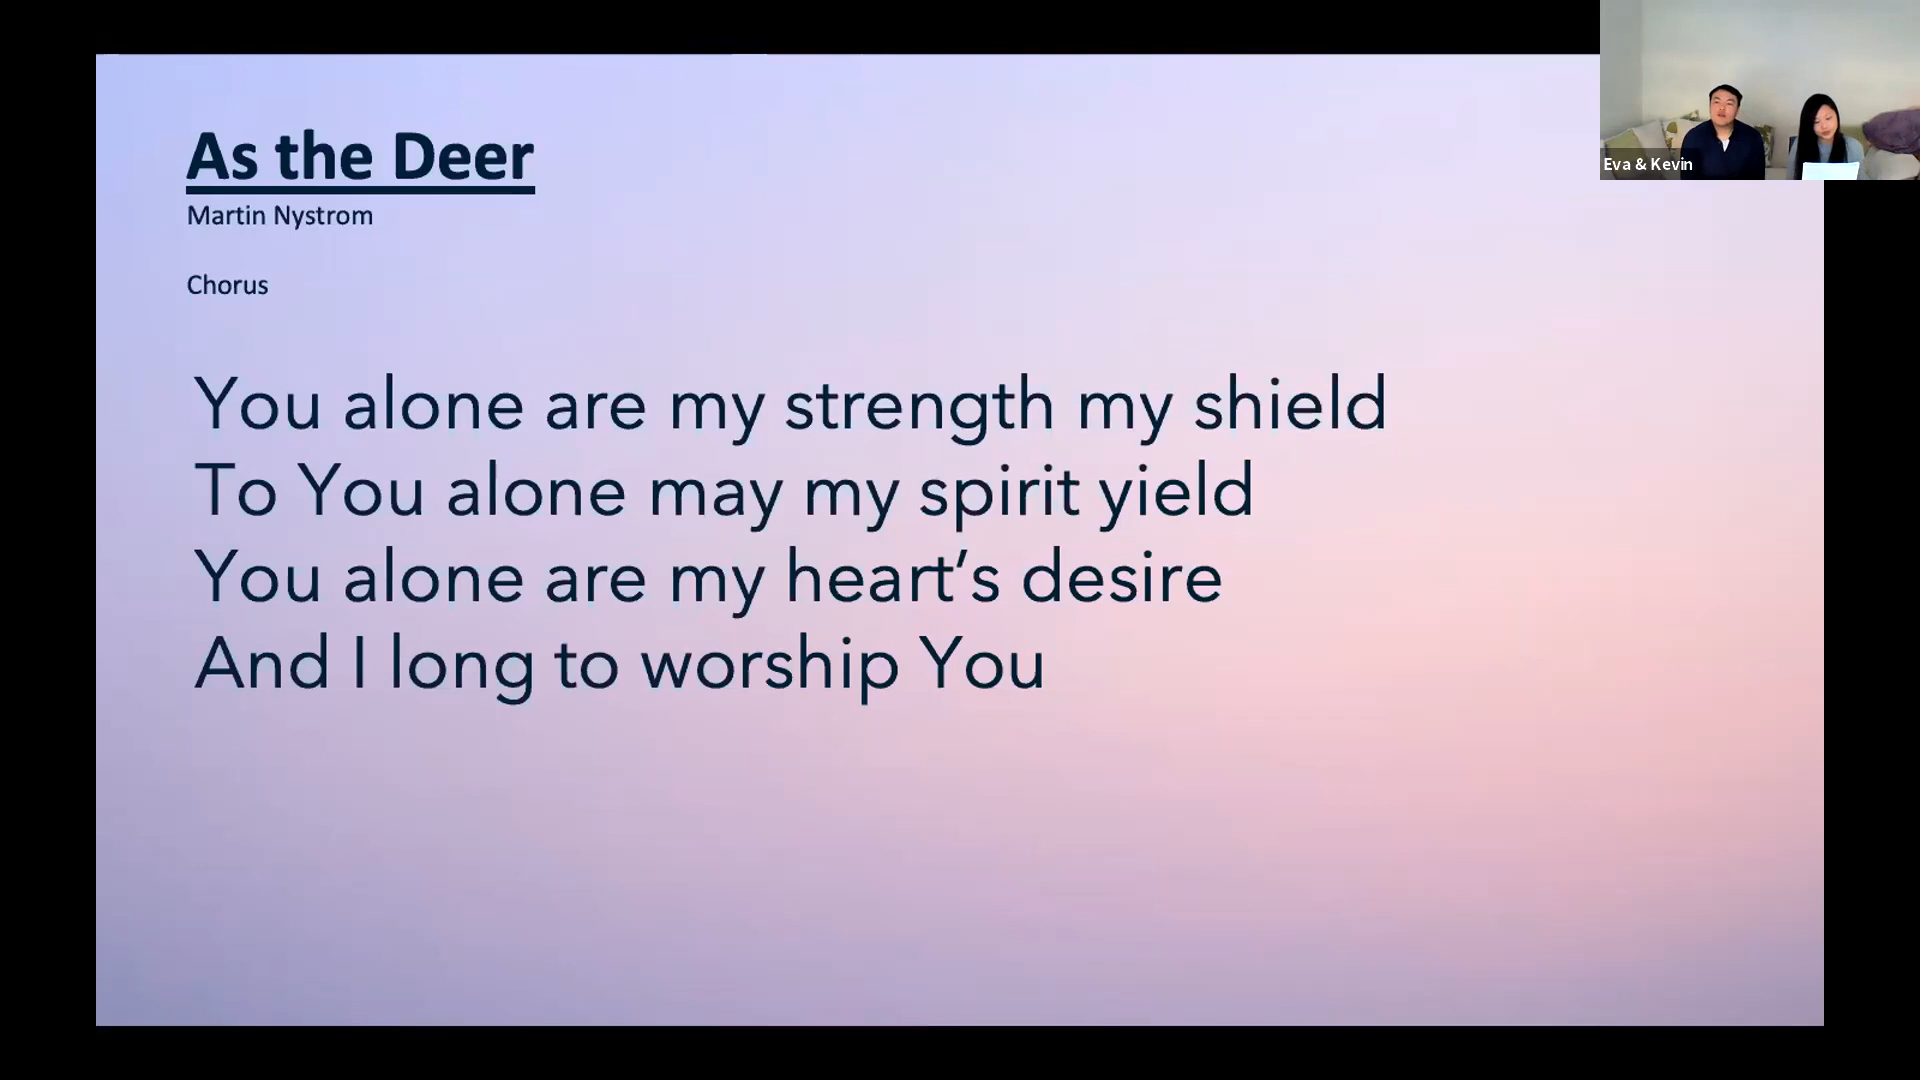 As the Deer
Martin Nystrom
Chorus
You alone are my strength my shield
To You alone may my spirit yield
You alone are my heart’s desire
And I long to worship You
Eva & Kevin